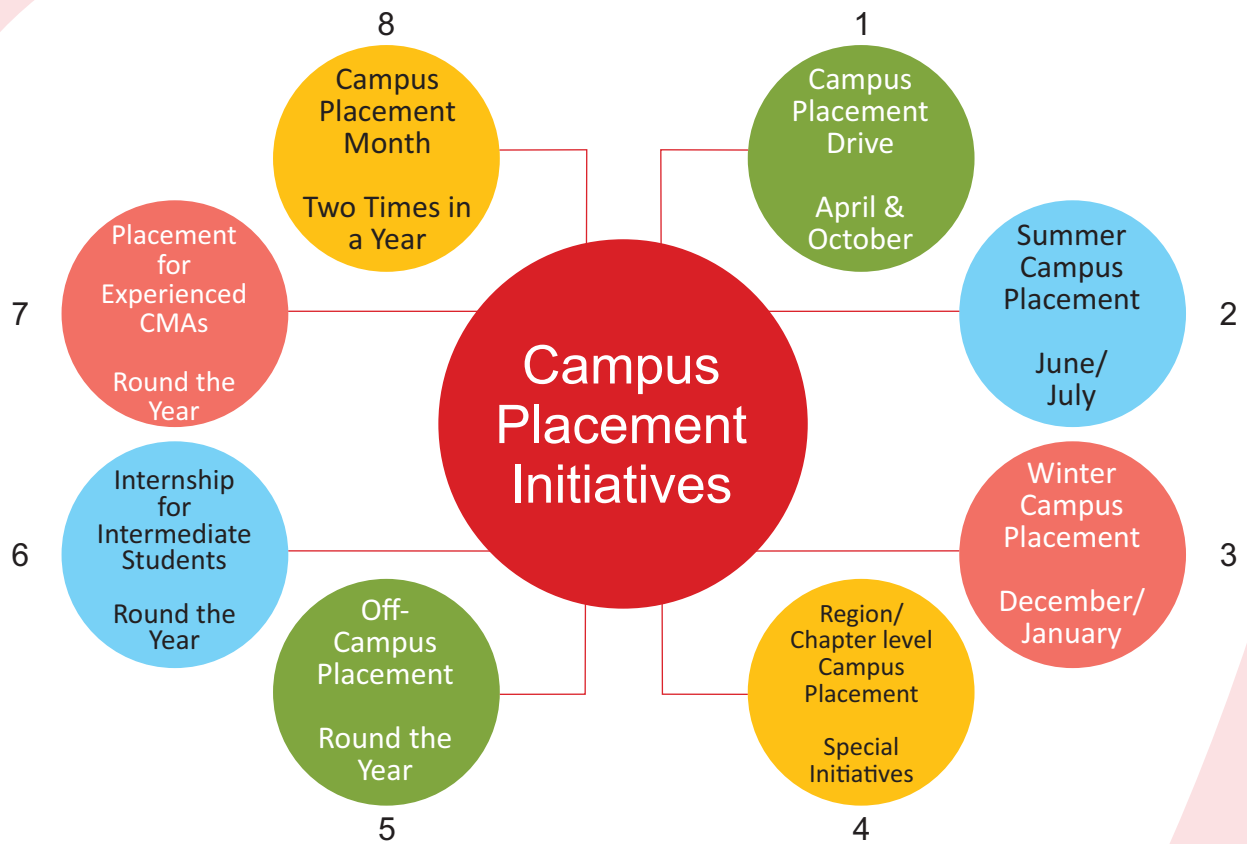 Campus
Placement
Initiatives
1
Campus
Placement
Drive
April &
October
2
Summer
Campus
Placement
June/
July
3
Winter
Campus
Placement
December/
January
4
Region/
Chapter level
Campus
Placement
Special
Initiatives
5
Off-
Campus
Placement
Round the
Year
6
Internship
for
Intermediate
Students
Round the
Year
7
Placement
for
Experienced
CMAs
Round the
Year
8
Campus
Placement
Month
Two Times in
a Year